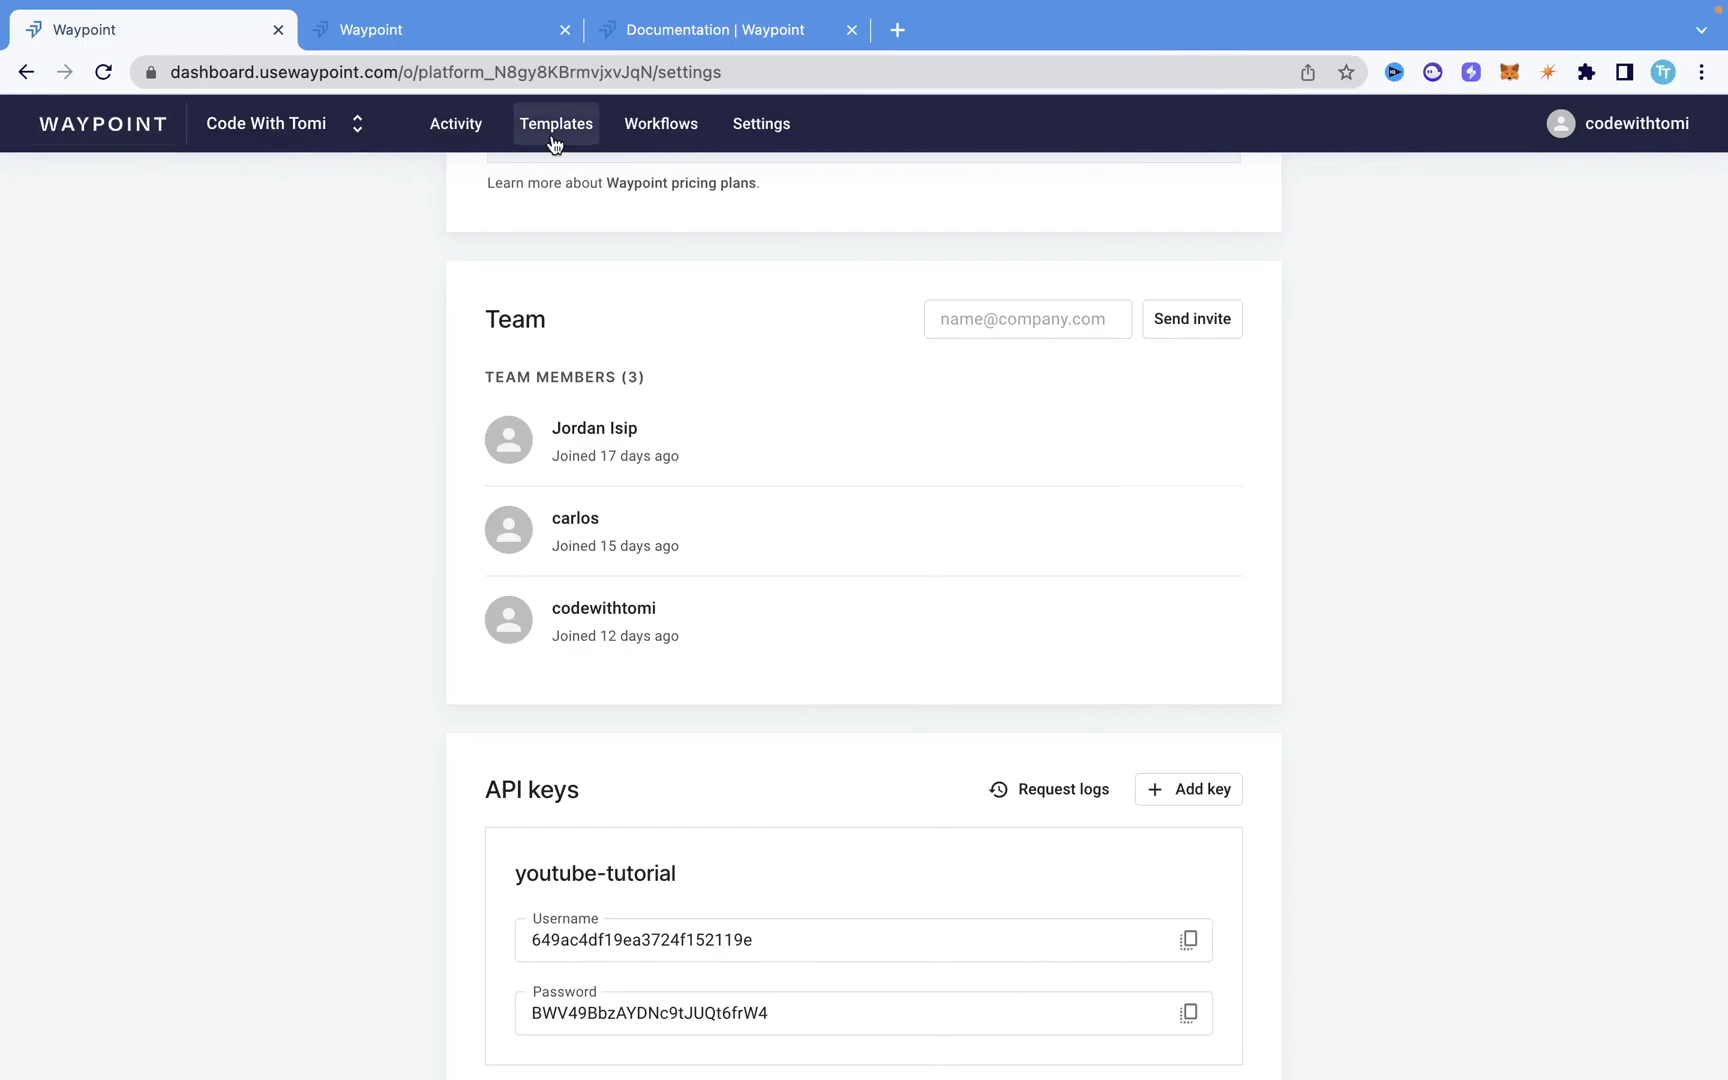 Waypoint
Waypoint
Documentation | Waypoint
dashboard.usewaypoint.com/o/platform_N8gy8KBrmvjxvJqN/settings
TT
WAYPOINT
Code With Tomi
Activity
Templates
Workflows
Settings
codewithtomi
Learn more about Waypoint pricing plans.
Team
name@company.com
Send invite
TEAM MEMBERS (3)
Jordan Isip
Joined 17 days ago
carlos
Joined 15 days ago
codewithtomi
Joined 12 days ago
API keys
Request logs
+ Add key
youtube-tutorial
Username
649ac4df19ea3724f152119e
Password
BWV49BbzAYDNc9tJUQt6frW4